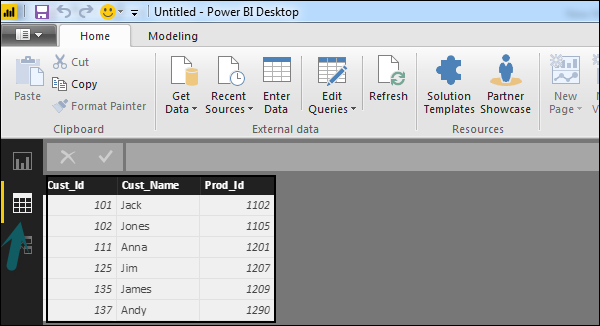 Untitled - Power BI Desktop
Home Modeling
Paste
Cut
Copy
Format Painter
Clipboard
Get
Data
Recent
Sources
Enter
Data
Edit
Queries
Refresh
External data
Solution
Templates
Partner
Showcase
Resources
New
Page
Cust_Id Cust_Name Prod_Id
101 Jack 1102
102 Jones 1105
111 Anna 1201
125 Jim 1207
135 James 1209
137 Andy 1290